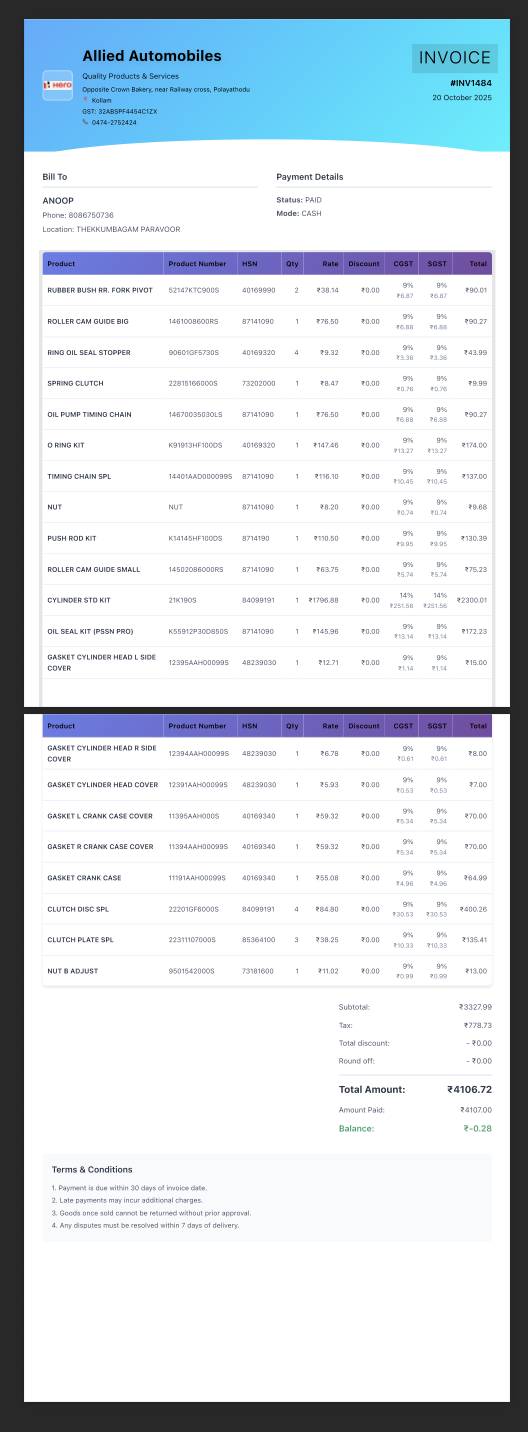 Allied Automobiles
Hero
Quality Products & Services
Opposite Crown Bakery, near Railway cross, Polayathodu
Kollam
GST: 32ABSPF4454C1ZX
0474-2752424
INVOICE
#INV1484
20 October 2025
Bill To
ANOOP
Phone: 8086750736
Location: THEKKUMBAGAM PARAVOOR
Payment Details
Status: PAID
Mode: CASH
Product Product Number HSN Qty Rate Discount CGST SGST Total
RUBBER BUSH RR. FORK PIVOT 52147KTC900S 40169990 2 ₹38.14 ₹0.00 9% 9% ₹90.01
₹6.87 ₹6.87
ROLLER CAM GUIDE BIG 1461008600RS 87141090 1 ₹76.50 ₹0.00 9% 9% ₹90.27
₹6.88 ₹6.88
RING OIL SEAL STOPPER 90601GF5730S 40169320 4 ₹9.32 ₹0.00 9% 9% ₹43.99
₹3.36 ₹3.36
SPRING CLUTCH 22815166000S 73202000 1 ₹8.47 ₹0.00 9% 9% ₹9.99
₹0.76 ₹0.76
OIL PUMP TIMING CHAIN 14670035030LS 87141090 1 ₹76.50 ₹0.00 9% 9% ₹90.27
₹6.88 ₹6.88
O RING KIT K91913HF100DS 40169320 1 ₹147.46 ₹0.00 9% 9% ₹174.00
₹13.27 ₹13.27
TIMING CHAIN SPL 14401AAD000099S 87141090 1 ₹116.10 ₹0.00 9% 9% ₹137.00
₹10.45 ₹10.45
NUT NUT 87141090 1 ₹8.20 ₹0.00 9% 9% ₹9.68
₹0.74 ₹0.74
PUSH ROD KIT K14145HF100DS 8714190 1 ₹110.50 ₹0.00 9% 9% ₹130.39
₹9.95 ₹9.95
ROLLER CAM GUIDE SMALL 14502086000RS 87141090 1 ₹63.75 ₹0.00 9% 9% ₹75.23
₹5.74 ₹5.74
CYLINDER STD KIT 21K190S 84099191 1 ₹1796.88 ₹0.00 14% 14% ₹2300.01
₹251.56 ₹251.56
OIL SEAL KIT (PSSN PRO) K55912P30D850S 87141090 1 ₹145.96 ₹0.00 9% 9% ₹172.23
₹13.14 ₹13.14
GASKET CYLINDER HEAD L SIDE COVER 12395AAH00099S 48239030 1 ₹12.71 ₹0.00 9% 9% ₹15.00
₹1.14 ₹1.14
Product Product Number HSN Qty Rate Discount CGST SGST Total
GASKET CYLINDER HEAD R SIDE COVER 12394AAH00099S 48239030 1 ₹6.78 ₹0.00 9% 9% ₹8.00
₹0.61 ₹0.61
GASKET CYLINDER HEAD COVER 12391AAH00099S 48239030 1 ₹5.93 ₹0.00 9% 9% ₹7.00
₹0.53 ₹0.53
GASKET L CRANK CASE COVER 11395AAH000S 40169340 1 ₹59.32 ₹0.00 9% 9% ₹70.00
₹5.34 ₹5.34
GASKET R CRANK CASE COVER 11394AAH00099S 40169340 1 ₹59.32 ₹0.00 9% 9% ₹70.00
₹5.34 ₹5.34
GASKET CRANK CASE 11191AAH00099S 40169340 1 ₹55.08 ₹0.00 9% 9% ₹64.99
₹4.96 ₹4.96
CLUTCH DISC SPL 22201GF6000S 84099191 4 ₹84.80 ₹0.00 9% 9% ₹400.26
₹30.53 ₹30.53
CLUTCH PLATE SPL 22311107000S 85364100 3 ₹38.25 ₹0.00 9% 9% ₹135.41
₹10.33 ₹10.33
NUT B ADJUST 9501542000S 73181600 1 ₹11.02 ₹0.00 9% 9% ₹13.00
₹0.99 ₹0.99
Subtotal: ₹3327.99
Tax: ₹778.73
Total discount: - ₹0.00
Round off: - ₹0.00
Total Amount: ₹4106.72
Amount Paid: ₹4107.00
Balance: ₹-0.28
Terms & Conditions
1. Payment is due within 30 days of invoice date.
2. Late payments may incur additional charges.
3. Goods once sold cannot be returned without prior approval.
4. Any disputes must be resolved within 7 days of delivery.